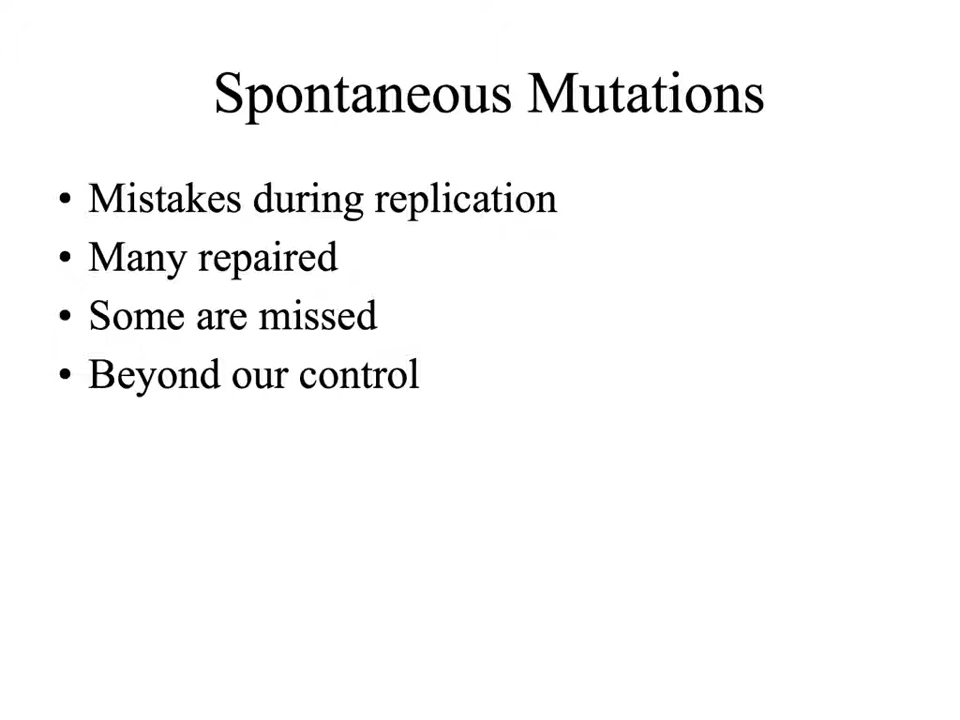 Spontaneous Mutations
• Mistakes during replication
• Many repaired
• Some are missed
• Beyond our control